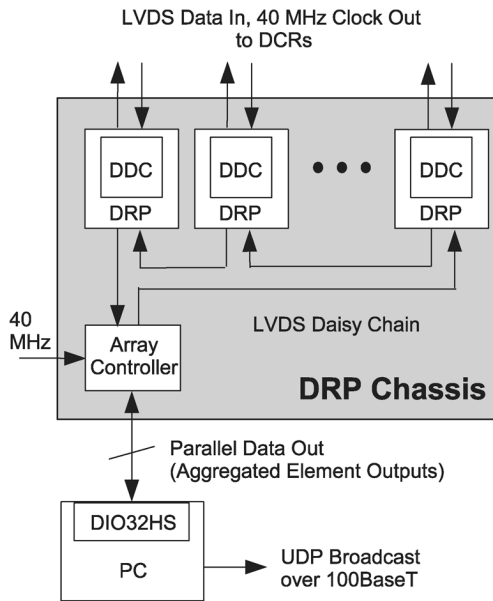 LVDS Data In, 40 MHz Clock Out
to DCRs
DDC
DRP
DDC
DRP
DDC
DRP
40
MHz
Array
Controller
LVDS Daisy Chain
DRP Chassis
Parallel Data Out
(Aggregated Element Outputs)
DIO32HS
PC
UDP Broadcast
over 100BaseT